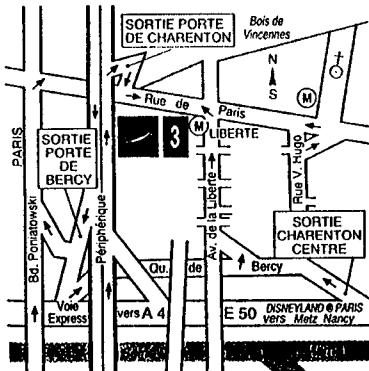 SORTIE PORTE
DE CHARENTON
Bois de
Vincennes
N
S
M
Rue de Paris
M
LIBERTE
3
PARIS
SORTIE
PORTE
DE
BERCY
Bd. Poniatowski
Périphérique
Av. de la Liberte
Rue V. Hugo
SORTIE
CHARENTON
CENTRE
Qu. de Bercy
Voie
Express
vers A 4
E 50
DISNEYLAND ® PARIS
vers Metz Nancy